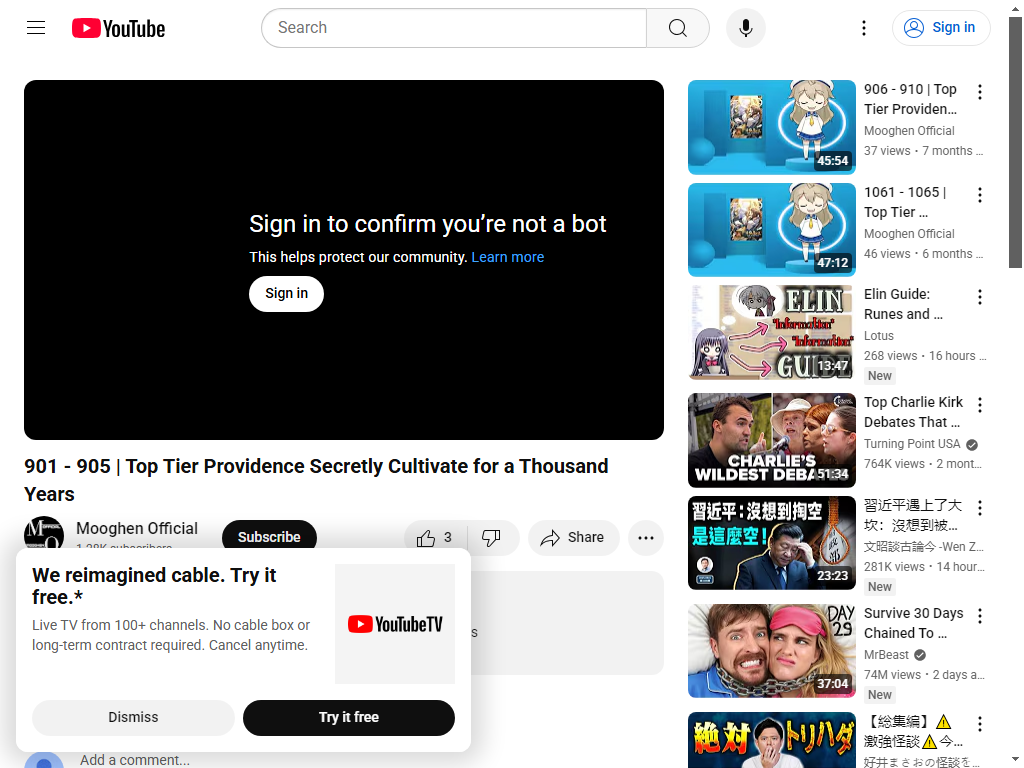 YouTube
Search
Sign in
Sign in to confirm you’re not a bot
This helps protect our community. Learn more
Sign in
901 - 905 | Top Tier Providence Secretly Cultivate for a Thousand
Years
Mooghen Official
Subscribe
3
Share
We reimagined cable. Try it
free.*
Live TV from 100+ channels. No cable box or
long-term contract required. Cancel anytime.
YouTubeTV
Dismiss
Try it free
Add a comment...
45:54
906 - 910 | Top
Tier Providen...
Mooghen Official
37 views • 7 months ...
47:12
1061 - 1065 |
Top Tier ...
Mooghen Official
46 views • 6 months ...
ELIN
"Information"
"Information"
GUIDE
13:47
Elin Guide:
Runes and ...
Lotus
268 views • 16 hours ...
New
CHARLIE'S
WILDEST DEBATES
51:34
Top Charlie Kirk
Debates That ...
Turning Point USA
764K views • 2 mont...
習近平:沒想到掏空
是這麼空!
23:23
習近平遇上了大
坎：沒想到被...
文昭談古論今 -Wen Z...
281K views • 14 hour...
New
DAY
29
37:04
Survive 30 Days
Chained To ...
MrBeast
74M views • 2 days a...
New
絶対トリハダ
【総集編】⚠️
激強怪談⚠️今...
好井まさおの怪談を...